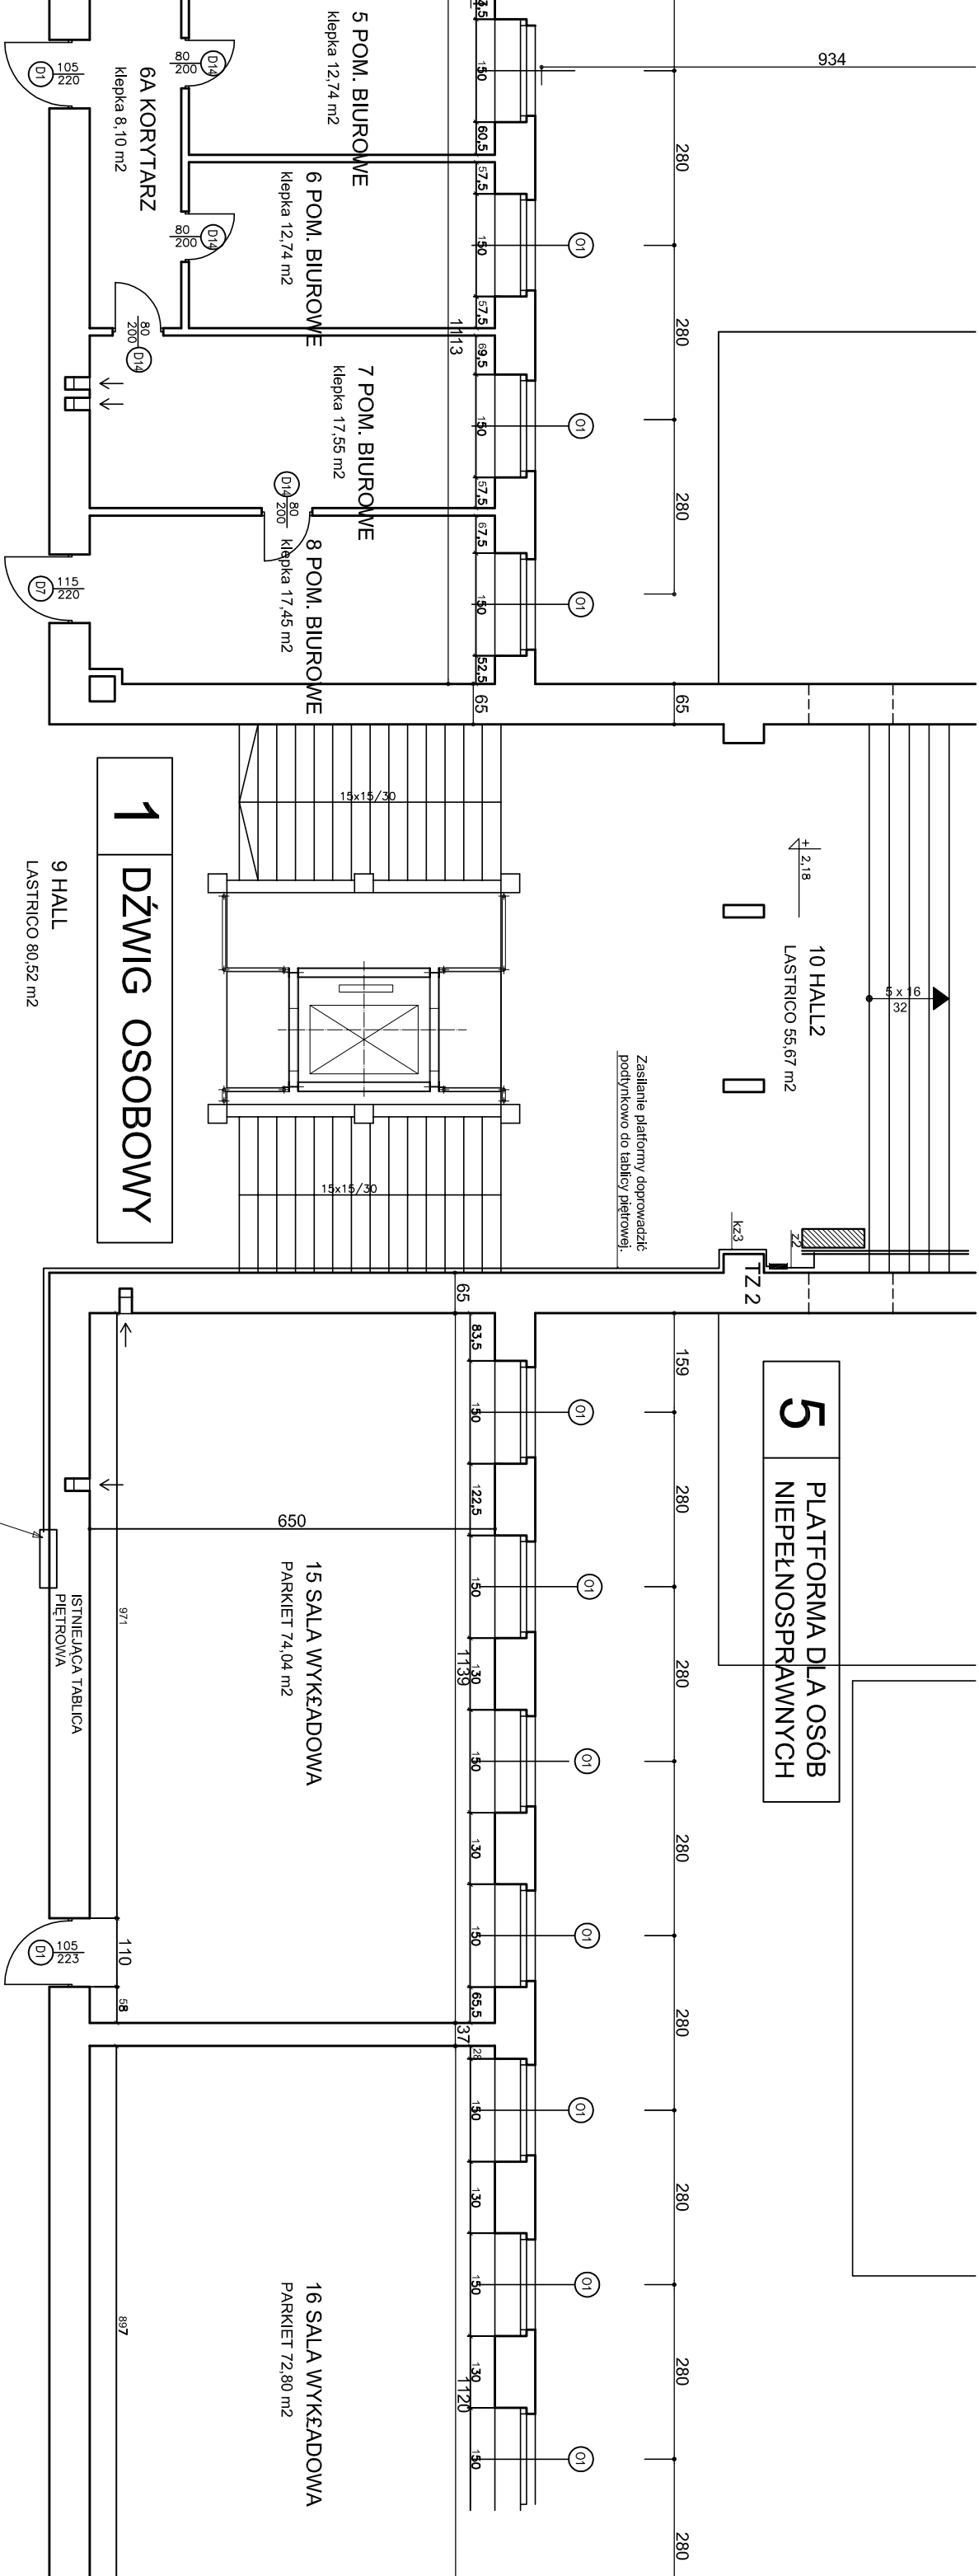 5 POM. BIUROWE
klepka 12,74 m2
6A KORYTARZ
klepka 8,10 m2
6 POM. BIUROWE
klepka 12,74 m2
7 POM. BIUROWE
klepka 17,55 m2
8 POM. BIUROWE
klepka 17,45 m2
D1
105
220
D14
80
200
D14
80
200
80
200
D14
D14
80
200
D7
115
220
150
60,5
57,5
150
57,5
69,5
150
57,5
67,5
150
52,5
1113
65
65
934
280
280
280
O1
O1
O1
1 DŹWIG OSOBOWY
9 HALL
LASTRICO 80,52 m2
15x15/30
15x15/30
+
2,18
10 HALL2
LASTRICO 55,67 m2
5 x 16
32
Zasilanie platformy doprowadzić
podtynkowo do tablicy piętrowej.
kz3
z2
TZ 2
5 PLATFORMA DLA OSÓB
NIEPEŁNOSPRAWNYCH
65
159
280
280
280
280
280
280
280
83,5
150
122,5
150
130
150
130
150
65,5
37
28
150
130
150
130
150
1139
1120
O1
O1
O1
O1
O1
O1
O1
650
15 SALA WYK£ADOWA
PARKIET 74,04 m2
971
ISTNIEJĄCA TABLICA
PIĘTROWA
D1
105
223
110
58
16 SALA WYK£ADOWA
PARKIET 72,80 m2
897